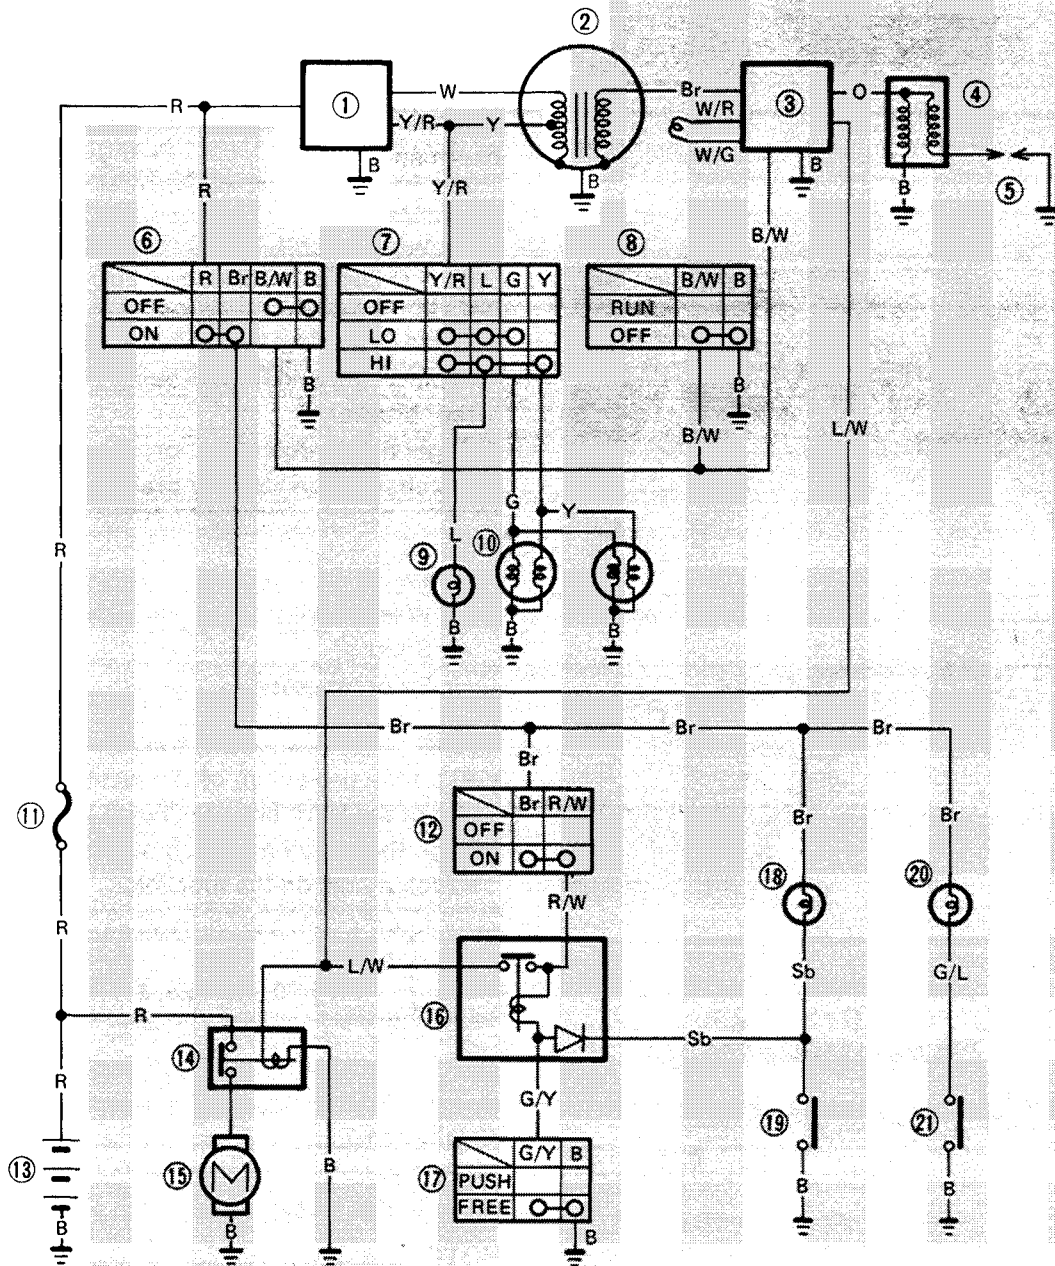 ②
R
①
W
Br
③
O
④
Y/R
Y
W/R
W/G
B
B
B
B
⑤
R
Y/R
B/W
⑥
⑦
⑧
R Br B/W B
OFF
ON
Y/R L G Y
OFF
LO
HI
B/W B
RUN
OFF
B
B
B/W
L/W
G
Y
R
L
⑨
⑩
B
B
B
Br
Br
Br
Br
⑪
⑫
Br R/W
OFF
ON
Br
Br
⑱
⑳
R/W
R
L/W
Sb
G/L
R
⑯
⑭
Sb
R
G/Y
⑲
㉑
⑬
⑮
M
B
⑰
G/Y B
PUSH
FREE
B
B
B
B
B